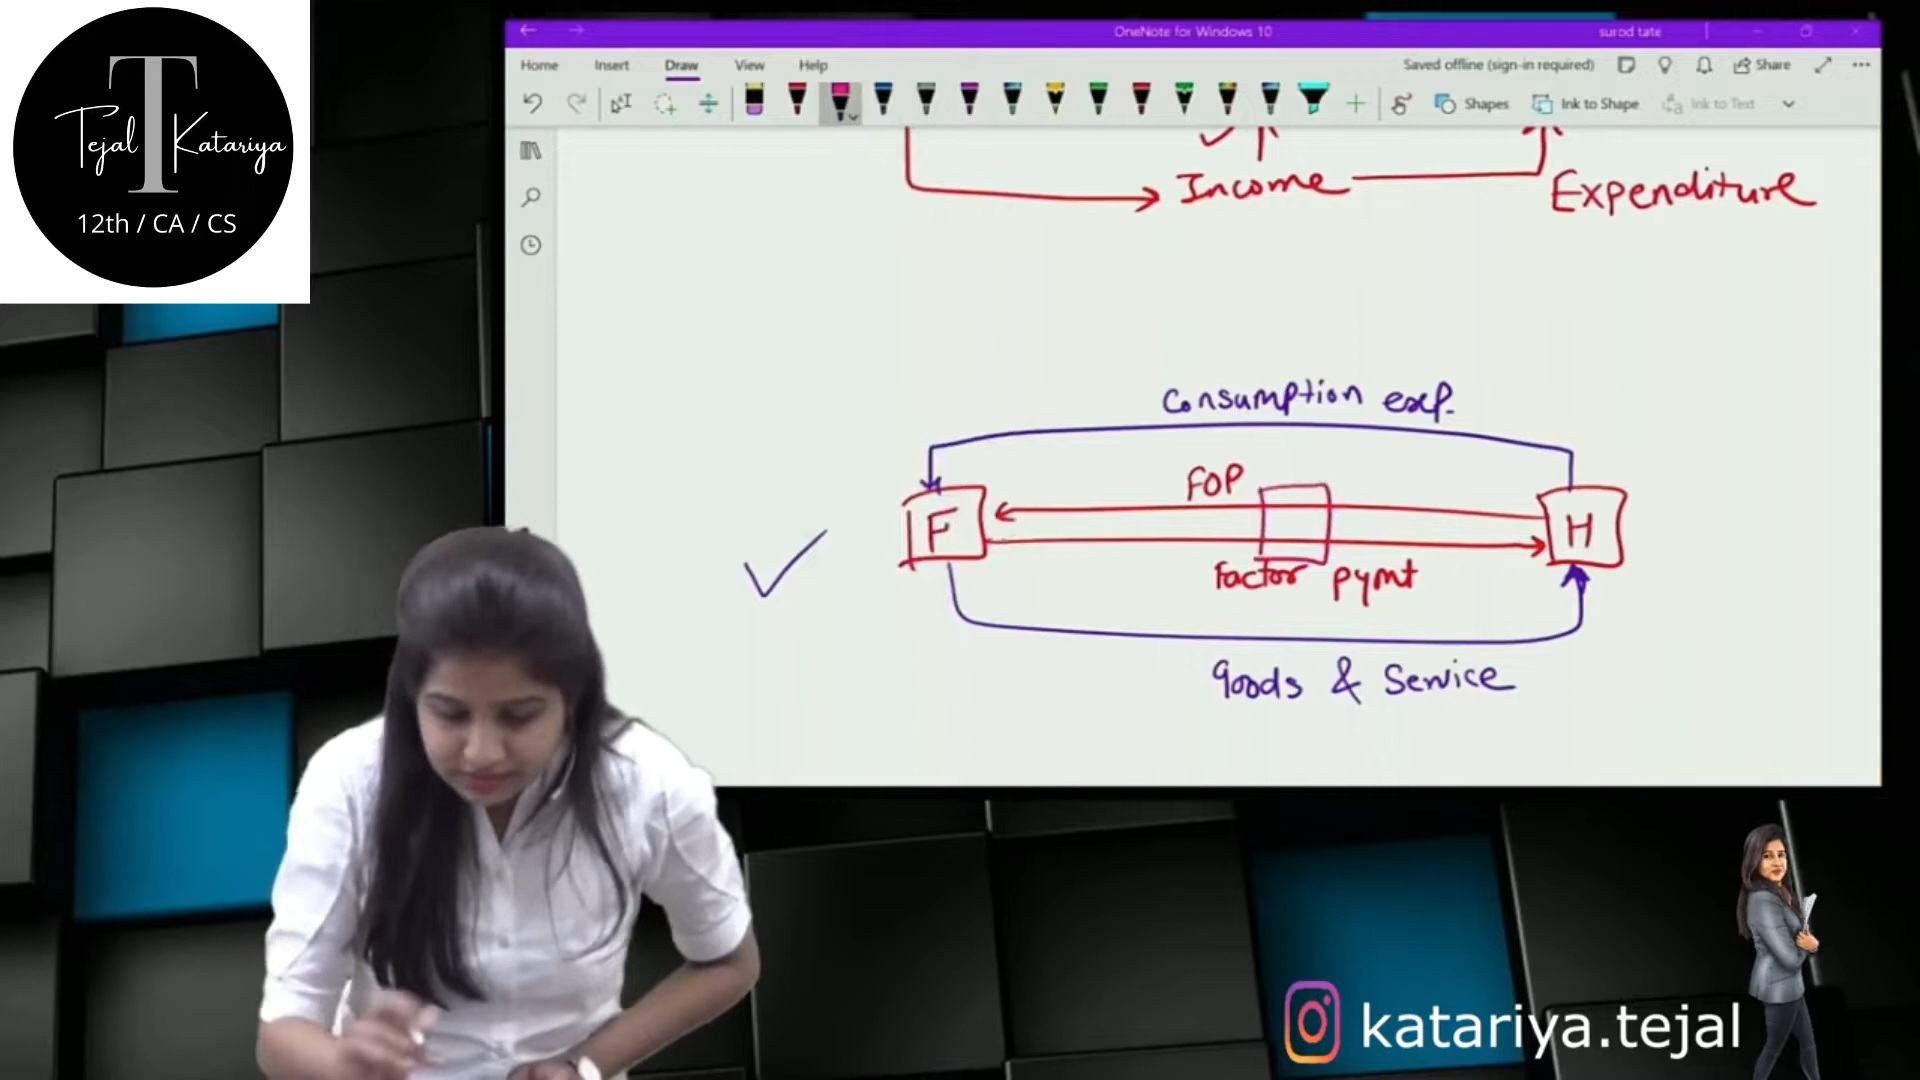 Tejal T Katariya
12th / CA / CS
OneNote for Windows 10
surod tate
Home Insert Draw View Help
Saved offline (sign-in required)
Share
Shapes
Ink to Shape
Ink to Text
Income
Expenditure
Consumption exp.
FOP
F
H
Factor pymt
Goods & Service
katariya.tejal